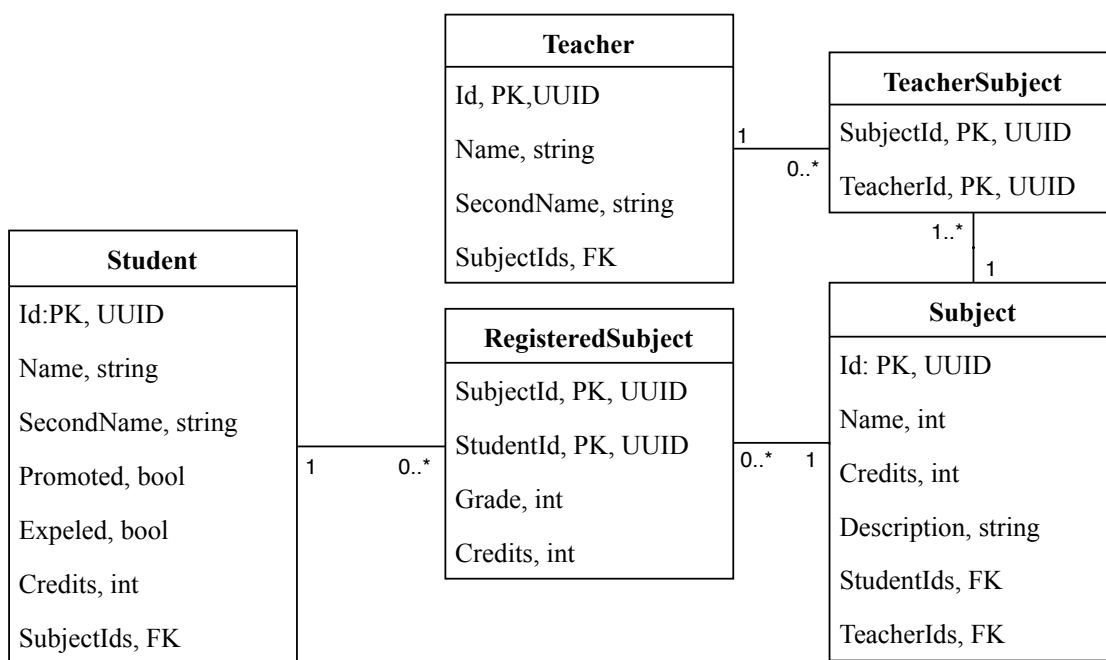 Teacher
Id, PK,UUID
Name, string
SecondName, string
SubjectIds, FK
1
0..*
TeacherSubject
SubjectId, PK, UUID
TeacherId, PK, UUID
1..*
1
Student
Id:PK, UUID
Name, string
SecondName, string
Promoted, bool
Expeled, bool
Credits, int
SubjectIds, FK
1
0..*
RegisteredSubject
SubjectId, PK, UUID
StudentId, PK, UUID
Grade, int
Credits, int
0..*
1
Subject
Id: PK, UUID
Name, int
Credits, int
Description, string
StudentIds, FK
TeacherIds, FK